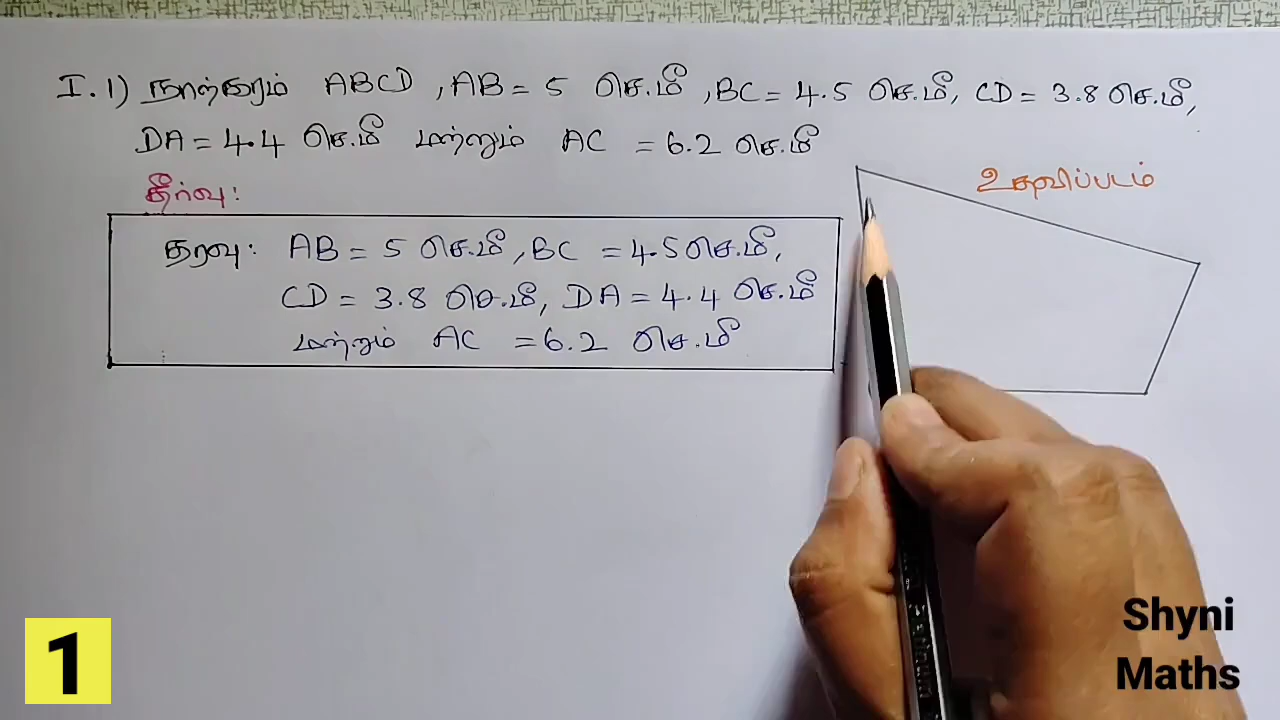 I. 1) நாற்கரம் ABCD , AB = 5 செ.மீ , BC = 4.5 செ.மீ, CD = 3.8 செ.மீ,
DA = 4.4 செ.மீ மற்றும் AC = 6.2 செ.மீ
தீர்வு:
உதவிப்படம்
தரவு: AB = 5 செ.மீ , BC = 4.5 செ.மீ,
CD = 3.8 செ.மீ, DA = 4.4 செ.மீ
மற்றும் AC = 6.2 செ.மீ
1
Shyni
Maths